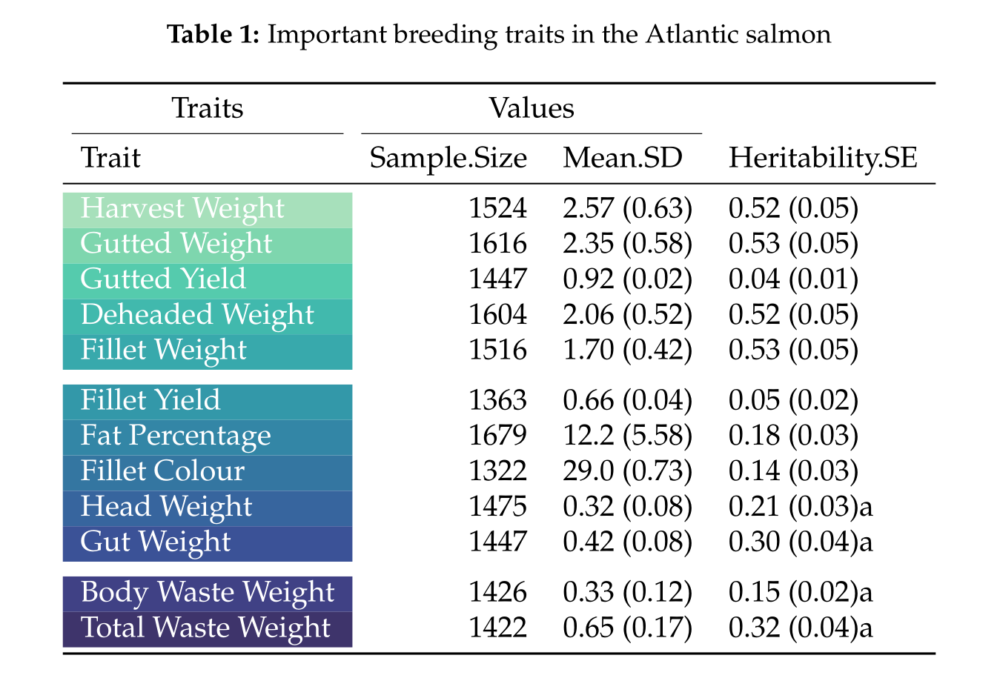 Table 1: Important breeding traits in the Atlantic salmon
Traits Values
Trait Sample.Size Mean.SD Heritability.SE
Harvest Weight 1524 2.57 (0.63) 0.52 (0.05)
Gutted Weight 1616 2.35 (0.58) 0.53 (0.05)
Gutted Yield 1447 0.92 (0.02) 0.04 (0.01)
Deheaded Weight 1604 2.06 (0.52) 0.52 (0.05)
Fillet Weight 1516 1.70 (0.42) 0.53 (0.05)
Fillet Yield 1363 0.66 (0.04) 0.05 (0.02)
Fat Percentage 1679 12.2 (5.58) 0.18 (0.03)
Fillet Colour 1322 29.0 (0.73) 0.14 (0.03)
Head Weight 1475 0.32 (0.08) 0.21 (0.03)a
Gut Weight 1447 0.42 (0.08) 0.30 (0.04)a
Body Waste Weight 1426 0.33 (0.12) 0.15 (0.02)a
Total Waste Weight 1422 0.65 (0.17) 0.32 (0.04)a